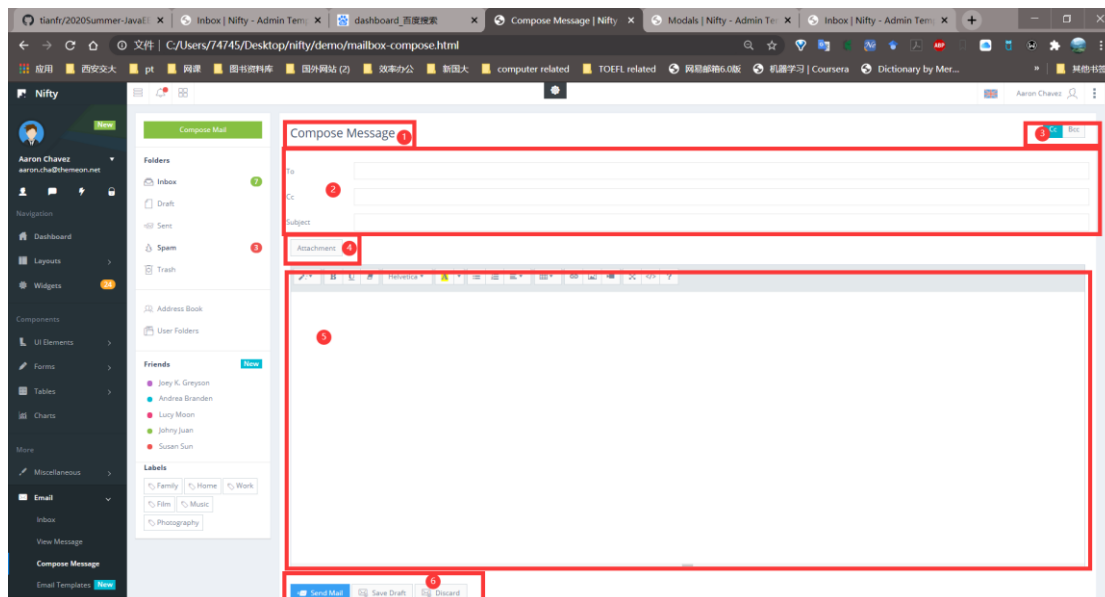 tianfr/2020Summer-JavaEE
Inbox | Nifty - Admin Temp
dashboard_百度搜索
Compose Message | Nifty
Modals | Nifty - Admin Te
Inbox | Nifty - Admin Temp
文件 | C:/Users/74745/Desktop/nifty/demo/mailbox-compose.html
应用 西安交大 pt 网课 图书资料库 国外网站 (2) 效率办公 新国大 computer related TOEFL related 网易邮箱6.0版 机器学习 | Coursera Dictionary by Mer... » 其他书签
Nifty
Aaron Chavez
New
Aaron Chavez
aaron.cha@themeon.net
Navigation
Dashboard
Layouts
Widgets 24
Components
UI Elements
Forms
Tables
Charts
More
Miscellaneous
Email
Inbox
View Message
Compose Message
Email Templates New
Compose Mail
Folders
Inbox 7
Draft
Sent
Spam 3
Trash
Address Book
User Folders
Friends New
Joey K. Greyson
Andrea Branden
Lucy Moon
Johny Juan
Susan Sun
Labels
Family Home Work
Film Music
Photography
Compose Message 1
3 Cc Bcc
To
2
Cc
Subject
Attachment 4
B U Helvetica A </> ?
5
6
Send Mail Save Draft Discard